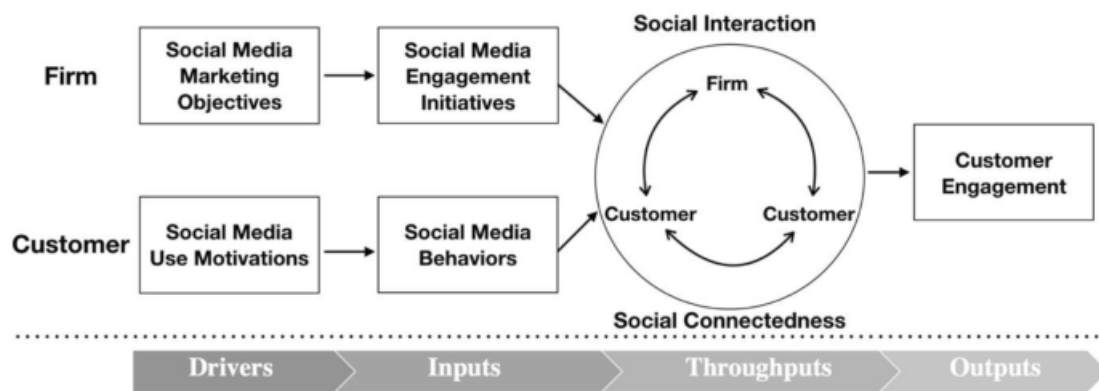 Social Interaction
Firm
Social Media
Marketing
Objectives
Social Media
Engagement
Initiatives
Firm
Customer
Customer
Customer
Engagement
Customer
Social Media
Use Motivations
Social Media
Behaviors
Social Connectedness
Drivers
Inputs
Throughputs
Outputs